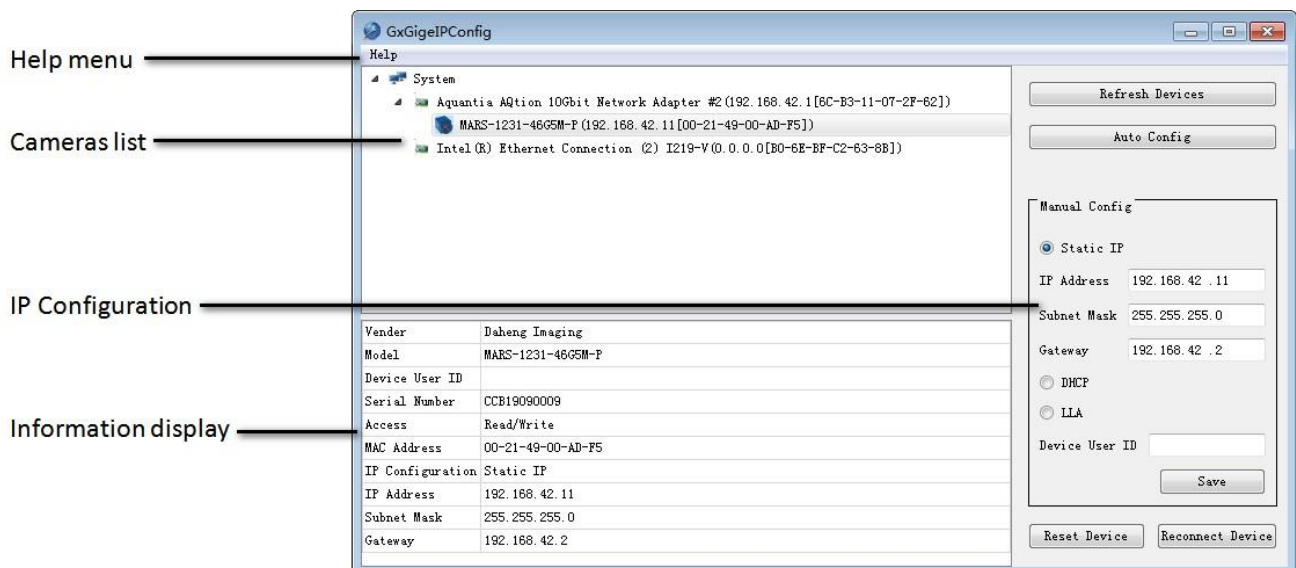 GxGigeIPConfig
Help menu
Help
System
Aquantia AQtion 10Gbit Network Adapter #2(192.168.42.1[6C-B3-11-07-2F-62])
Cameras list
MARS-1231-46G5M-P(192.168.42.11[00-21-49-00-AD-F5])
Intel(R) Ethernet Connection (2) I219-V(0.0.0.0[B0-6E-BF-C2-63-8B])
Refresh Devices
Auto Config
Manual Config
Static IP
IP Configuration
IP Address 192.168.42 .11
Subnet Mask 255.255.255.0
Gateway 192.168.42 .2
DHCP
LLA
Device User ID
Save
Reset Device Reconnect Device
Information display
Vender Daheng Imaging
Model MARS-1231-46G5M-P
Device User ID
Serial Number CCB19090009
Access Read/Write
MAC Address 00-21-49-00-AD-F5
IP Configuration Static IP
IP Address 192.168.42.11
Subnet Mask 255.255.255.0
Gateway 192.168.42.2